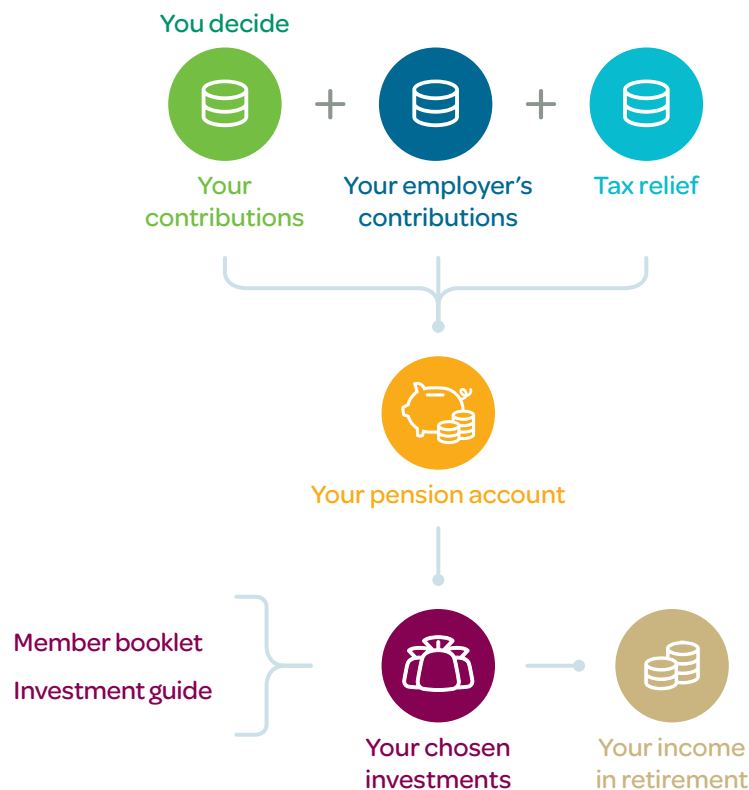 You decide
+
+
Your
contributions
Your employer’s
contributions
Tax relief
Your pension account
Member booklet
Investment guide
Your chosen
investments
Your income
in retirement